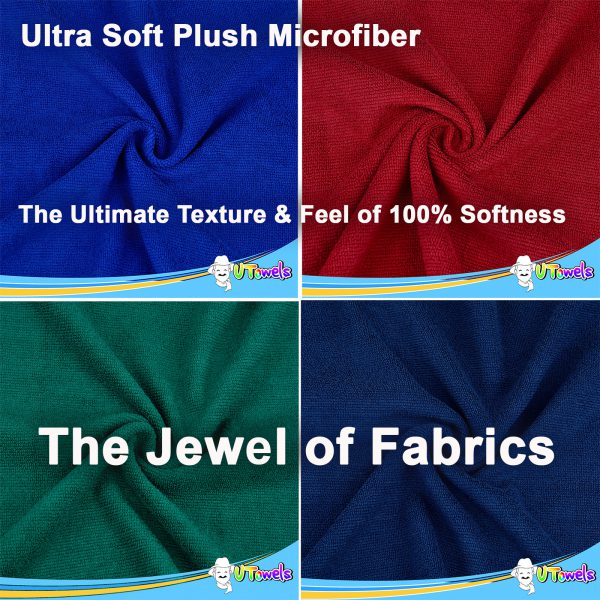 Ultra Soft Plush Microfiber
The Ultimate Texture & Feel of 100% Softness
UTowels
UTowels
The Jewel of Fabrics
UTowels
UTowels